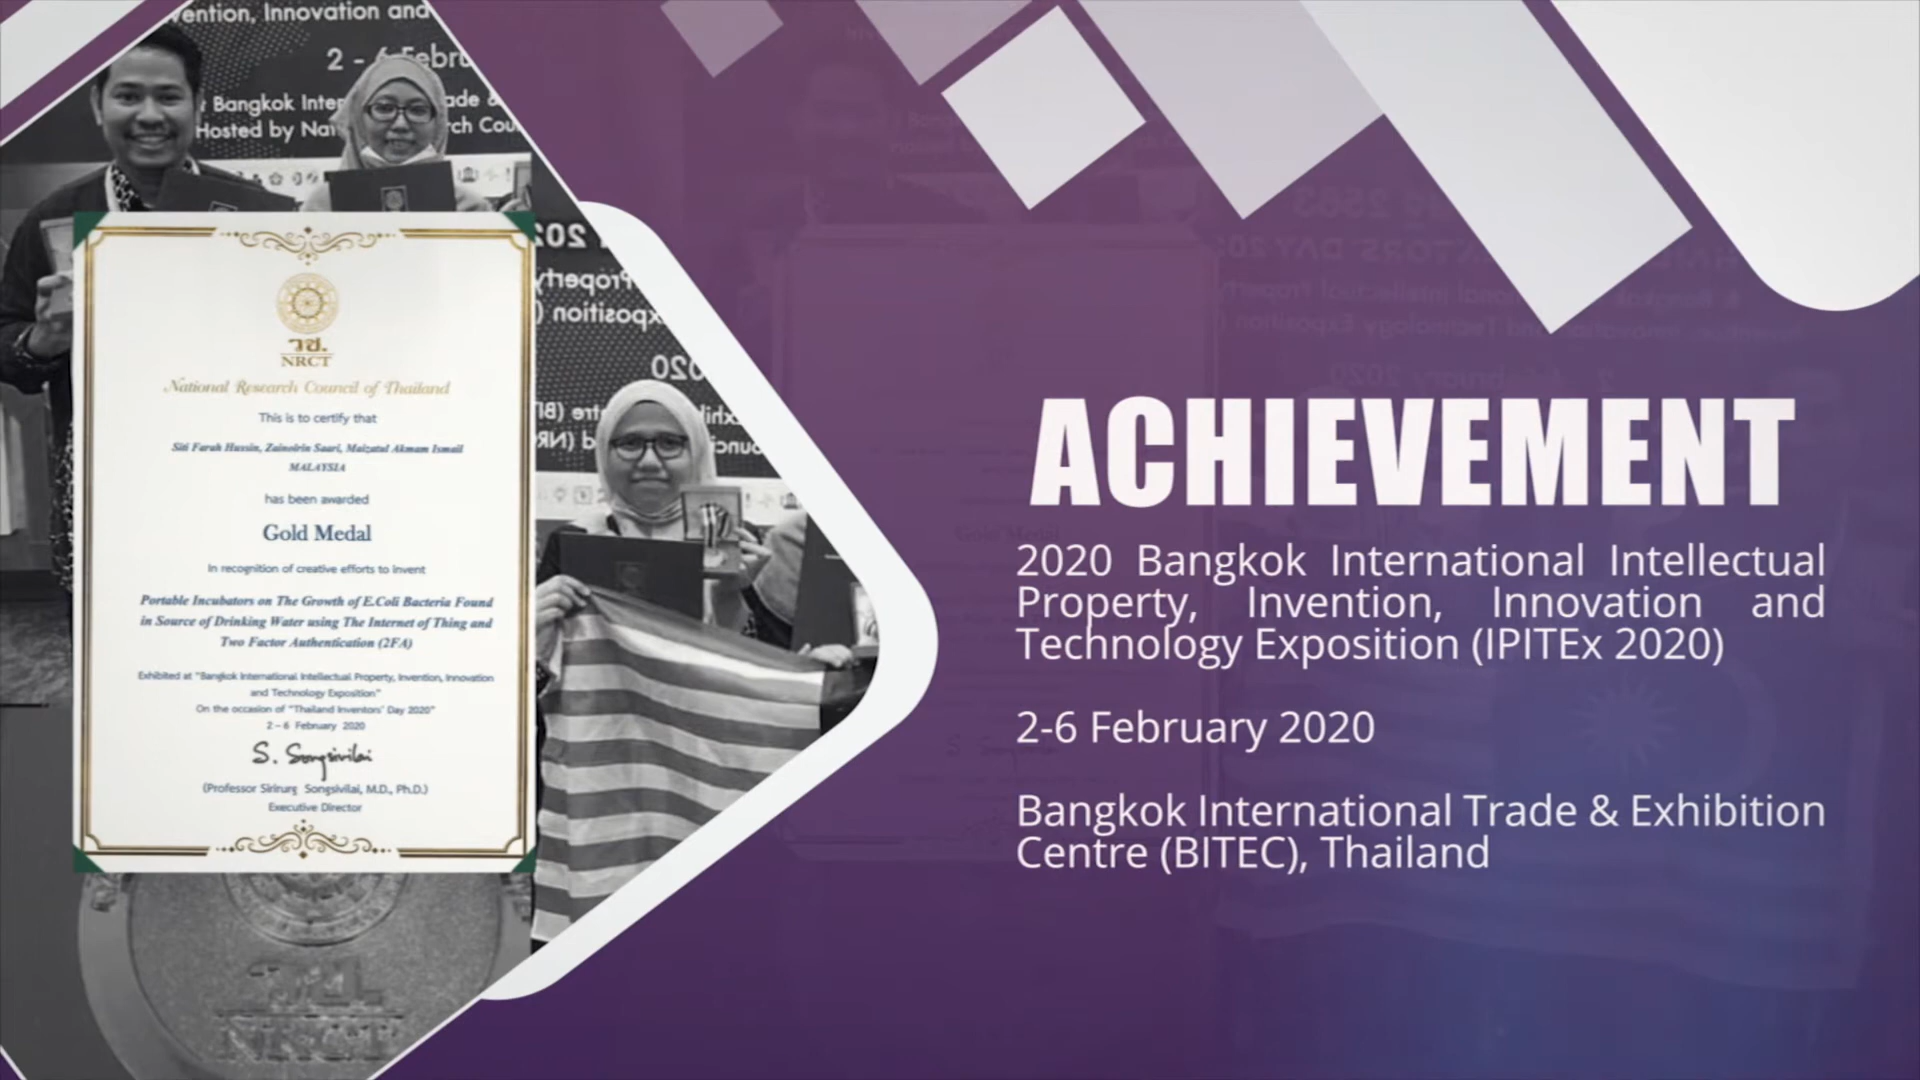 vention, Innovation and
2 - 6 Febru
Bangkok Inter
ade &
Hosted by Nat
rch Coun
วช.
NRCT
National Research Council of Thailand
This is to certify that
Siti Farah Hussin, Zainoirin Saari, Maizatul Akmam Ismail
MALAYSIA
has been awarded
Gold Medal
In recognition of creative efforts to invent
Portable Incubators on The Growth of E.Coli Bacteria Found
in Source of Drinking Water using The Internet of Thing and
Two Factor Authentication (2FA)
Exhibited at "Bangkok International Intellectual Property, Invention, Innovation
and Technology Exposition"
On the occasion of "Thailand Inventors' Day 2020"
2 - 6 February 2020
S. Songsivilai
(Professor Sirirurg Songsivilai, M.D., Ph.D.)
Executive Director
NRCT
ACHIEVEMENT
2020 Bangkok International Intellectual
Property, Invention, Innovation and
Technology Exposition (IPITEx 2020)
2-6 February 2020
Bangkok International Trade & Exhibition
Centre (BITEC), Thailand